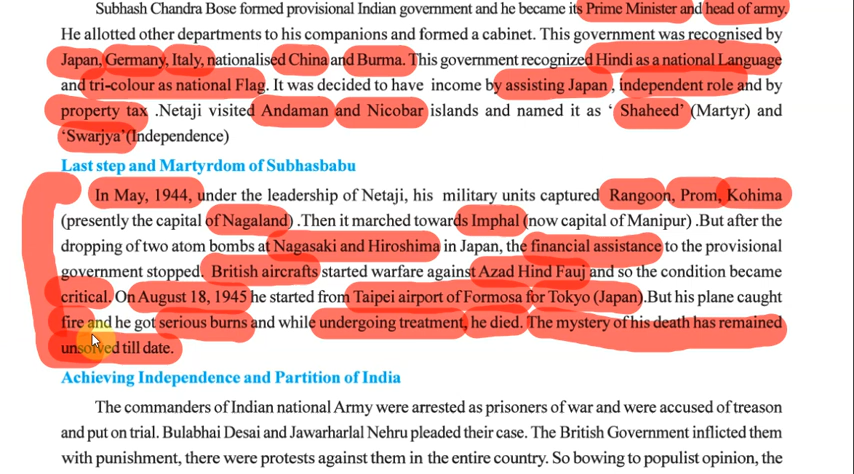 Subhash Chandra Bose formed provisional Indian government and he became its Prime Minister and head of army.
He allotted other departments to his companions and formed a cabinet. This government was recognised by
Japan, Germany, Italy, nationalised China and Burma. This government recognized Hindi as a national Language
and tri-colour as national Flag. It was decided to have income by assisting Japan , independent role and by
property tax .Netaji visited Andaman and Nicobar islands and named it as ‘ Shaheed’ (Martyr) and
‘Swarjya’(Independence)
Last step and Martyrdom of Subhasbabu
In May, 1944, under the leadership of Netaji, his military units captured Rangoon, Prom, Kohima
(presently the capital of Nagaland) .Then it marched towards Imphal (now capital of Manipur) .But after the
dropping of two atom bombs at Nagasaki and Hiroshima in Japan, the financial assistance to the provisional
government stopped. British aircrafts started warfare against Azad Hind Fauj and so the condition became
critical. On August 18, 1945 he started from Taipei airport of Formosa for Tokyo (Japan).But his plane caught
fire and he got serious burns and while undergoing treatment, he died. The mystery of his death has remained
unsolved till date.
Achieving Independence and Partition of India
The commanders of Indian national Army were arrested as prisoners of war and were accused of treason
and put on trial. Bulabhai Desai and Jawarharlal Nehru pleaded their case. The British Government inflicted them
with punishment, there were protests against them in the entire country. So bowing to populist opinion, the